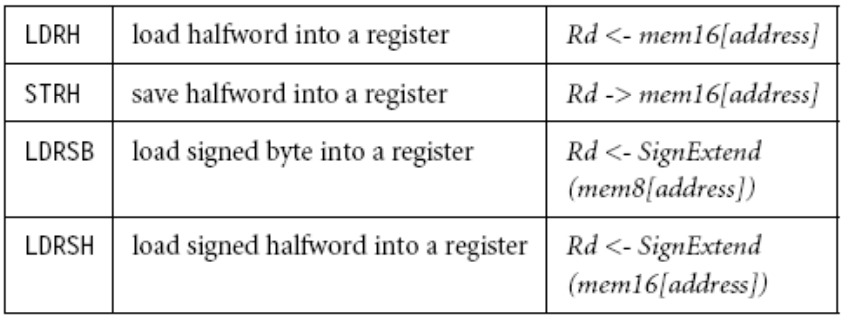 LDRH load halfword into a register Rd <- mem16[address]
STRH save halfword into a register Rd -> mem16[address]
LDRSB load signed byte into a register Rd <- SignExtend
(mem8[address])
LDRSH load signed halfword into a register Rd <- SignExtend
(mem16[address])